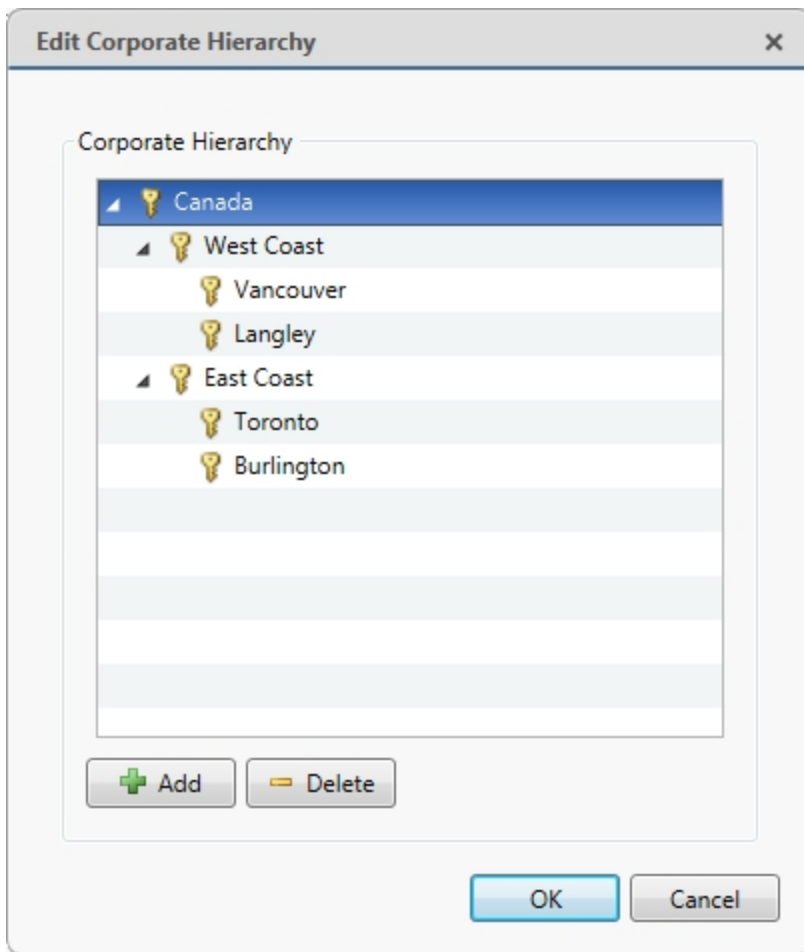 Edit Corporate Hierarchy
Corporate Hierarchy
Canada
West Coast
Vancouver
Langley
East Coast
Toronto
Burlington
Add Delete
OK Cancel